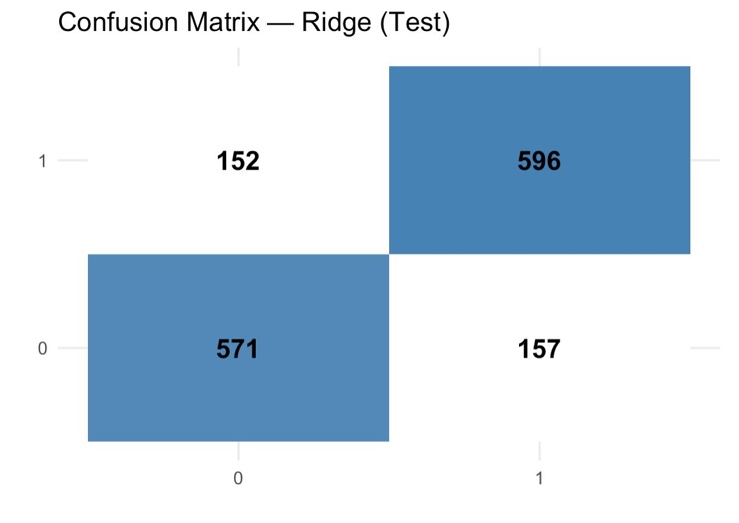 Confusion Matrix — Ridge (Test)
1 152 596
0 571 157
0 1